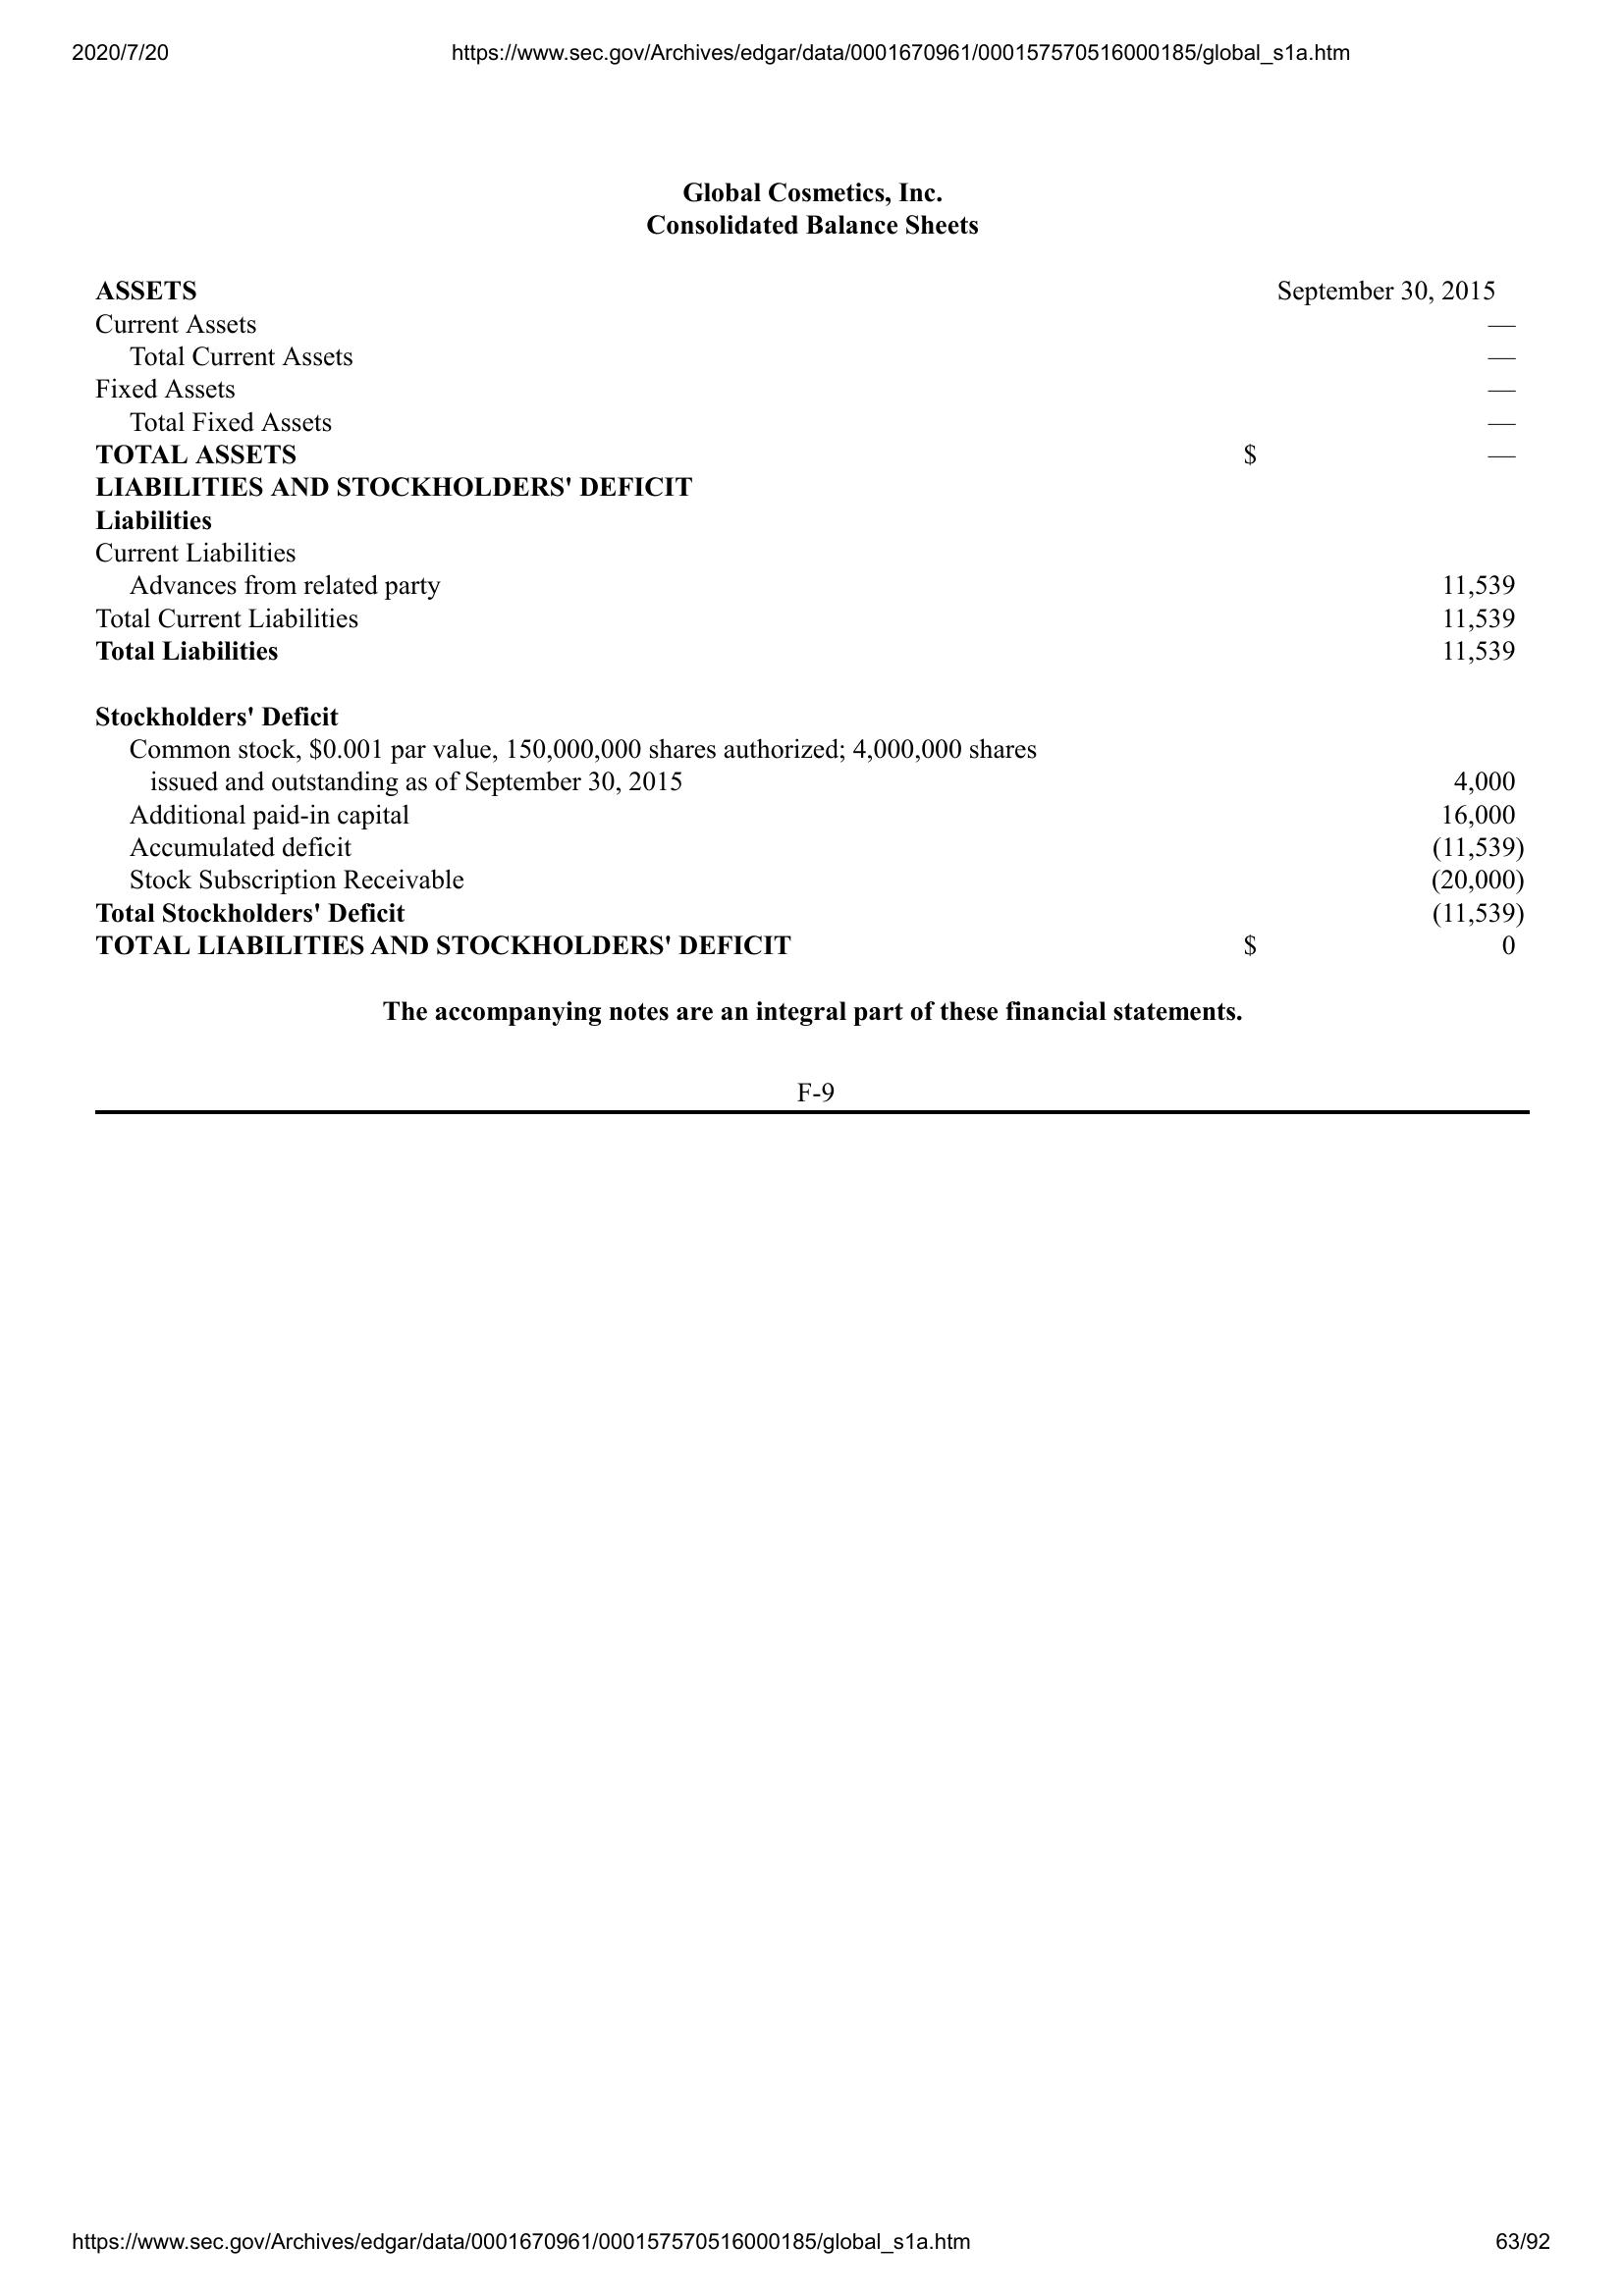 2020/7/20 https://www.sec.gov/Archives/edgar/data/0001670961/000157570516000185/global_s1a.htm
Global Cosmetics, Inc.
Consolidated Balance Sheets
ASSETS September 30, 2015
Current Assets —
Total Current Assets —
Fixed Assets —
Total Fixed Assets —
TOTAL ASSETS $ —
LIABILITIES AND STOCKHOLDERS' DEFICIT
Liabilities
Current Liabilities
Advances from related party 11,539
Total Current Liabilities 11,539
Total Liabilities 11,539
Stockholders' Deficit
Common stock, $0.001 par value, 150,000,000 shares authorized; 4,000,000 shares
issued and outstanding as of September 30, 2015 4,000
Additional paid-in capital 16,000
Accumulated deficit (11,539)
Stock Subscription Receivable (20,000)
Total Stockholders' Deficit (11,539)
TOTAL LIABILITIES AND STOCKHOLDERS' DEFICIT $ 0
The accompanying notes are an integral part of these financial statements.
F-9
https://www.sec.gov/Archives/edgar/data/0001670961/000157570516000185/global_s1a.htm 63/92